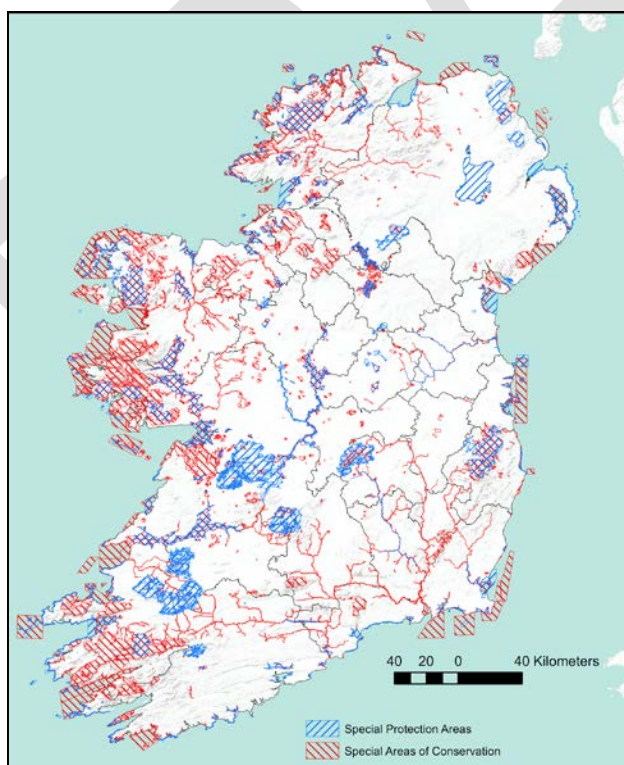 40 20 0 40 Kilometers
Special Protection Areas
Special Areas of Conservation